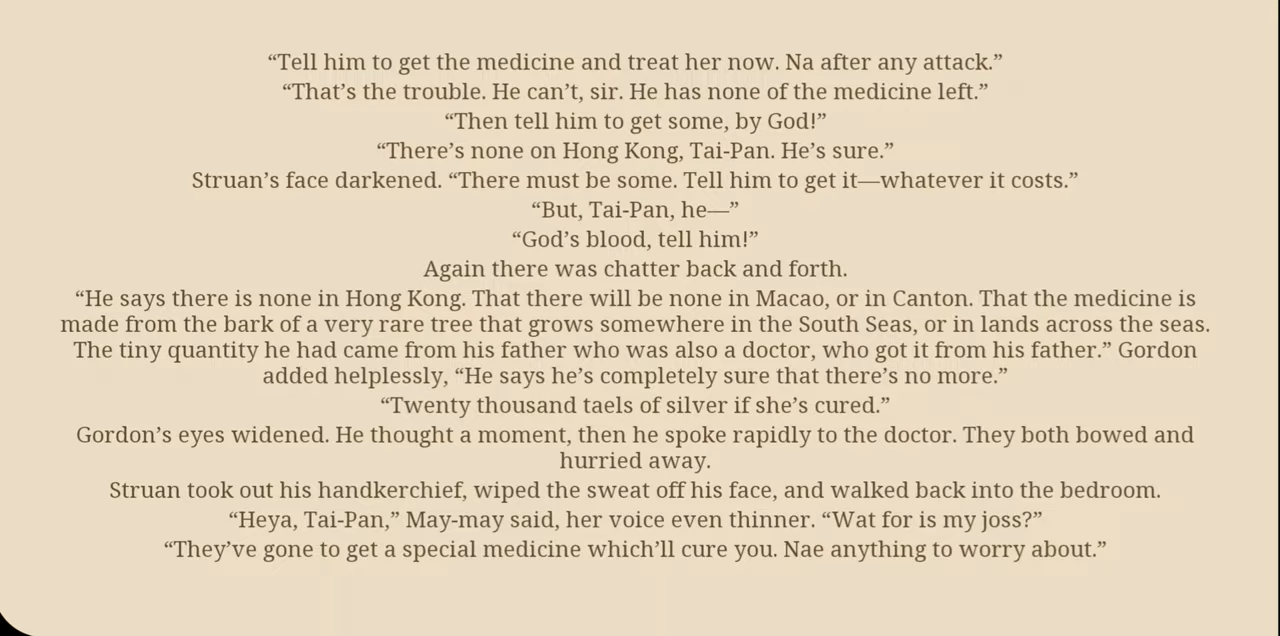 “Tell him to get the medicine and treat her now. Na after any attack.”
“That’s the trouble. He can’t, sir. He has none of the medicine left.”
“Then tell him to get some, by God!”
“There’s none on Hong Kong, Tai-Pan. He’s sure.”
Struan’s face darkened. “There must be some. Tell him to get it—whatever it costs.”
“But, Tai-Pan, he—”
“God’s blood, tell him!”
Again there was chatter back and forth.
“He says there is none in Hong Kong. That there will be none in Macao, or in Canton. That the medicine is
made from the bark of a very rare tree that grows somewhere in the South Seas, or in lands across the seas.
The tiny quantity he had came from his father who was also a doctor, who got it from his father.” Gordon
added helplessly, “He says he’s completely sure that there’s no more.”
“Twenty thousand taels of silver if she’s cured.”
Gordon’s eyes widened. He thought a moment, then he spoke rapidly to the doctor. They both bowed and
hurried away.
Struan took out his handkerchief, wiped the sweat off his face, and walked back into the bedroom.
“Heya, Tai-Pan,” May-may said, her voice even thinner. “Wat for is my joss?”
“They’ve gone to get a special medicine which’ll cure you. Nae anything to worry about.”